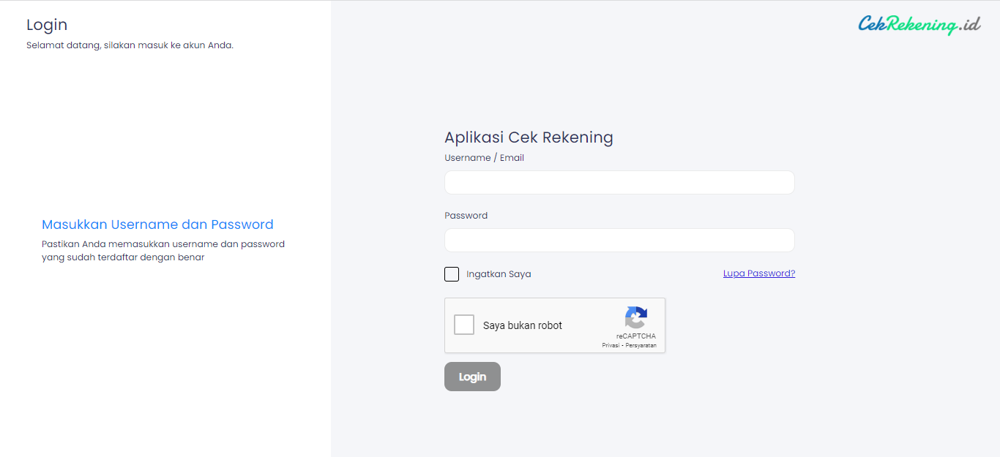 Login
Selamat datang, silakan masuk ke akun Anda.
CekRekening.id
Masukkan Username dan Password
Pastikan Anda memasukkan username dan password
yang sudah terdaftar dengan benar
Aplikasi Cek Rekening
Username / Email
Password
Ingatkan Saya
Lupa Password?
Saya bukan robot
reCAPTCHA
Privasi - Persyaratan
Login